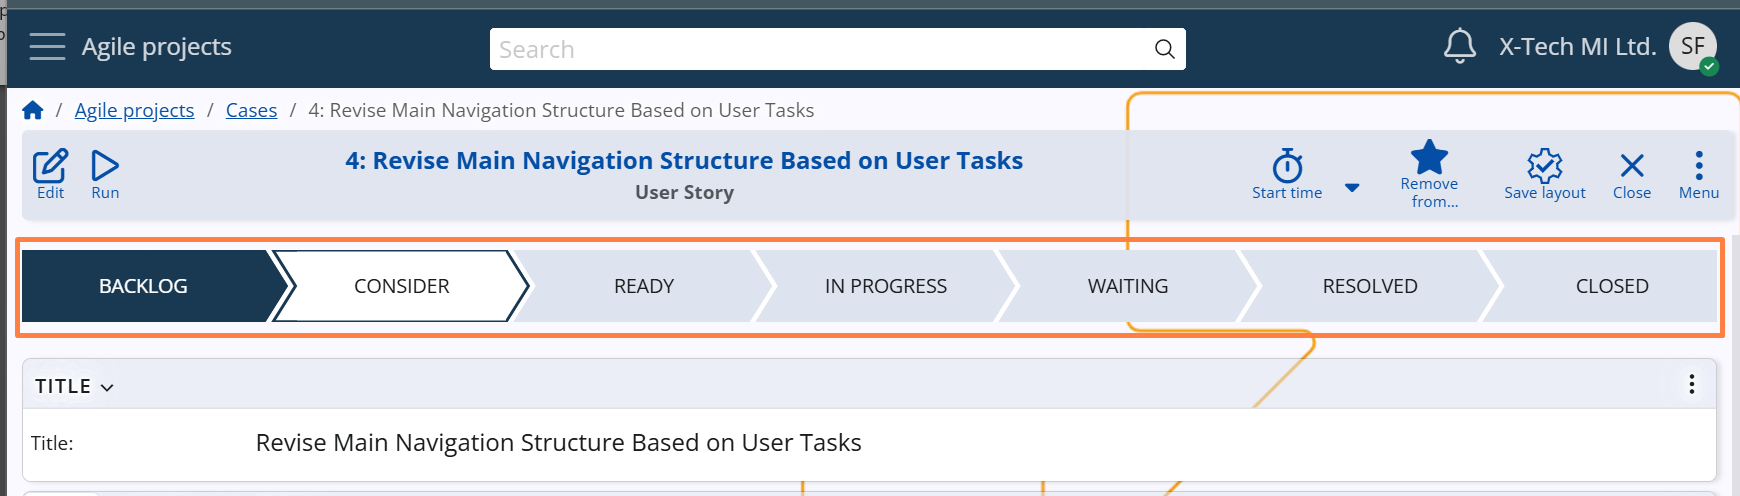 Agile projects
Search
X-Tech MI Ltd.
SF
/ Agile projects / Cases / 4: Revise Main Navigation Structure Based on User Tasks
Edit
Run
4: Revise Main Navigation Structure Based on User Tasks
User Story
Start time
Remove
from...
Save layout
Close
Menu
BACKLOG
CONSIDER
READY
IN PROGRESS
WAITING
RESOLVED
CLOSED
TITLE
Title:
Revise Main Navigation Structure Based on User Tasks